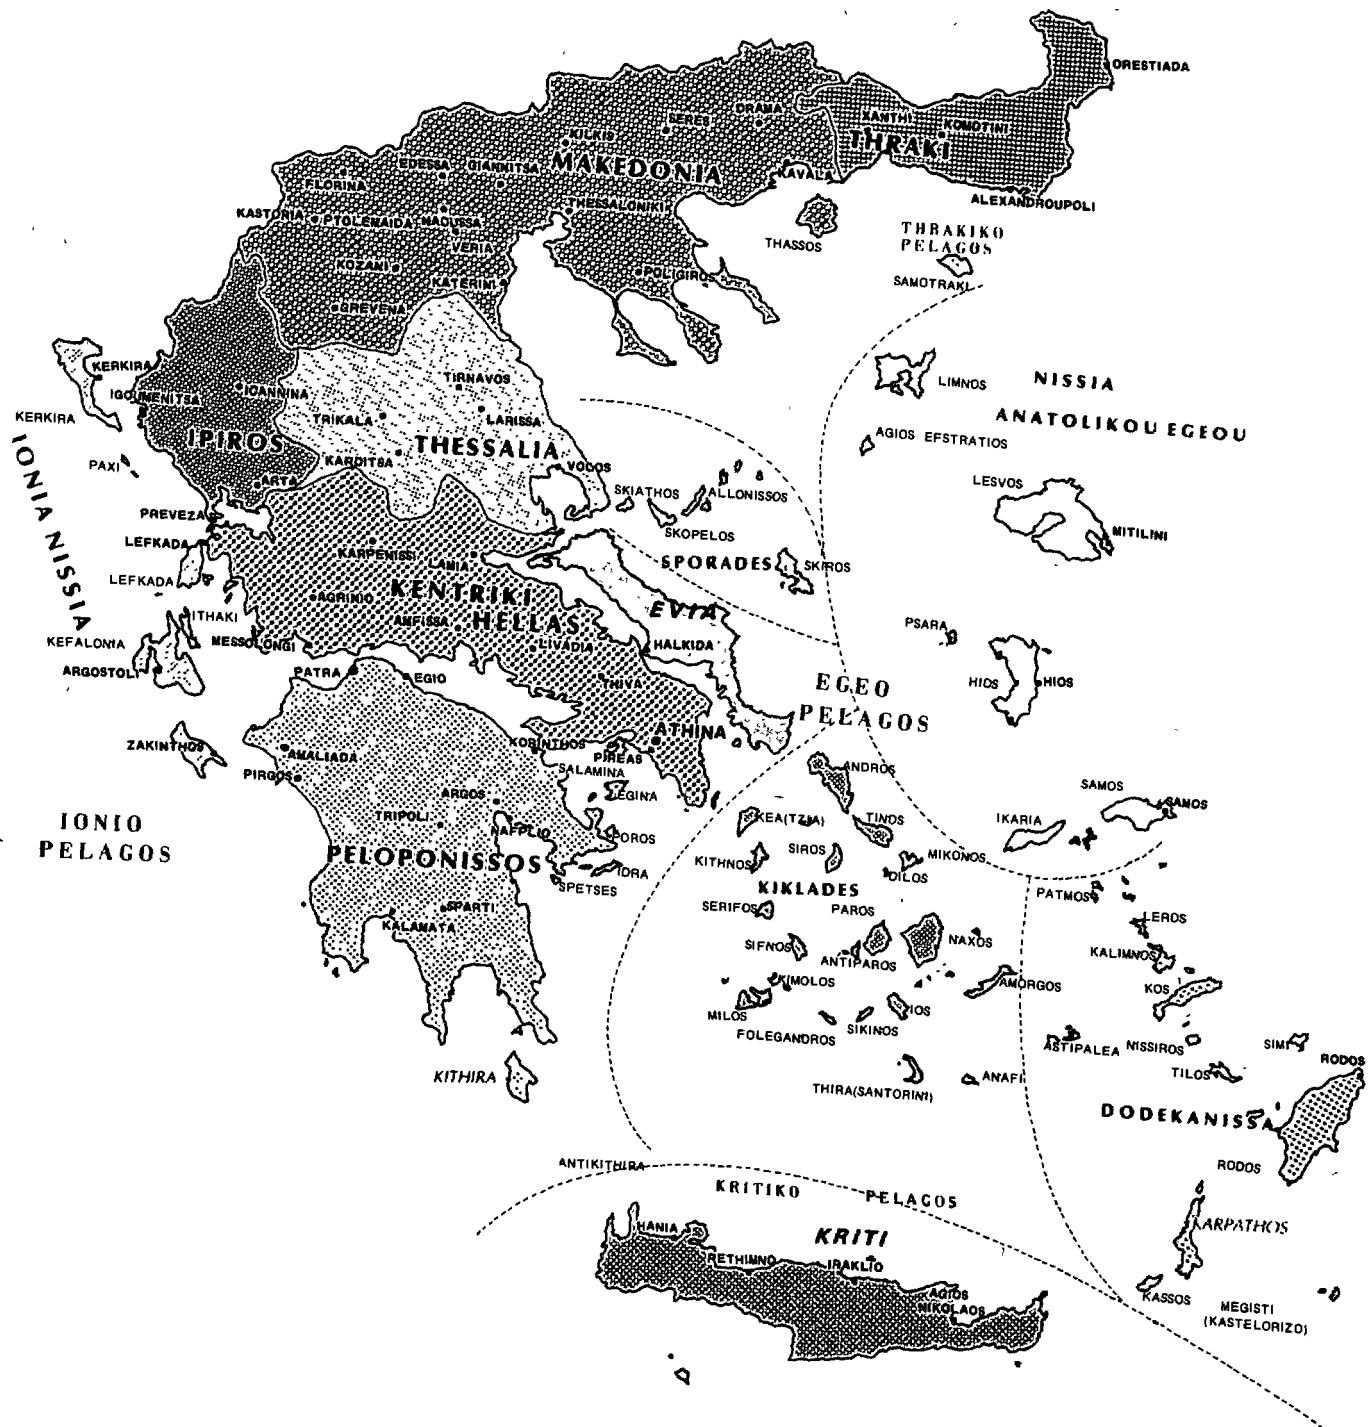 ORESTIADA
DRAMA
XANTHI
KOMOTINI
SERES
THRAKI
KILKIS
EDESSA
GIANNITSA
MAKEDONIA
KAVALA
FLORINA
ALEXANDROUPOLI
KASTORIA
PTOLEMAIDA
NAOUSSA
THESSALONIKI
THASSOS
THRAKIKO
PELAGOS
VERIA
SAMOTRAKI
KOZANI
KATERINI
POLIGIROS
GREVENA
KERKIRA
IGOUMENITSA
IOANNINA
TIRNAVOS
LIMNOS
NISSIA
ANATOLIKOU EGEOU
KERKIRA
TRIKALA
LARISSA
IPIROS
THESSALIA
AGIOS EFSTRATIOS
PAXI
KARDITSA
VOLOS
IONIA NISSIA
ARTA
SKIATHOS
ALLONISSOS
LESVOS
PREVEZA
SKOPELOS
MITILINI
LEFKADA
KARPENISSI
LAMIA
SPORADES
SKIROS
LEFKADA
KENTRIKI
HELLAS
AGRINIO
EVIA
ITHAKI
AMFISSA
PSARA
KEFALONIA
MESSOLONGI
LIVADIA
HALKIDA
ARGOSTOLI
PATRA
EGIO
THIVA
EGEO
PELAGOS
HIOS
HIOS
ZAKINTHOS
AMALIADA
KORINTHOS
ATHINA
PIREAS
PIRGOS
SALAMINA
ANDROS
ARGOS
EGINA
SAMOS
SAMOS
IONIO
PELAGOS
TRIPOLI
NAFPLIO
POROS
KEA(TZIA)
TINOS
IKARIA
PELOPONISSOS
KITHNOS
SIROS
MIKONOS
IDRA
SPETSES
DILOS
KIKLADES
PATMOS
SPARTI
SERIFOS
PAROS
LEROS
KALAMATA
SIFNOS
NAXOS
KALIMNOS
ANTIPAROS
KIMOLOS
AMORGOS
KOS
MILOS
IOS
FOLEGANDROS
SIKINOS
ASTIPALEA
NISSIROS
SIMI
RODOS
KITHIRA
TILOS
THIRA(SANTORINI)
ANAFI
DODEKANISSA
ANTIKITHIRA
RODOS
KRITIKO PELAGOS
HANIA
KRITI
KARPATHOS
RETHIMNO
IRAKLIO
AGIOS
NIKOLAOS
KASSOS
MEGISTI
(KASTELORIZO)